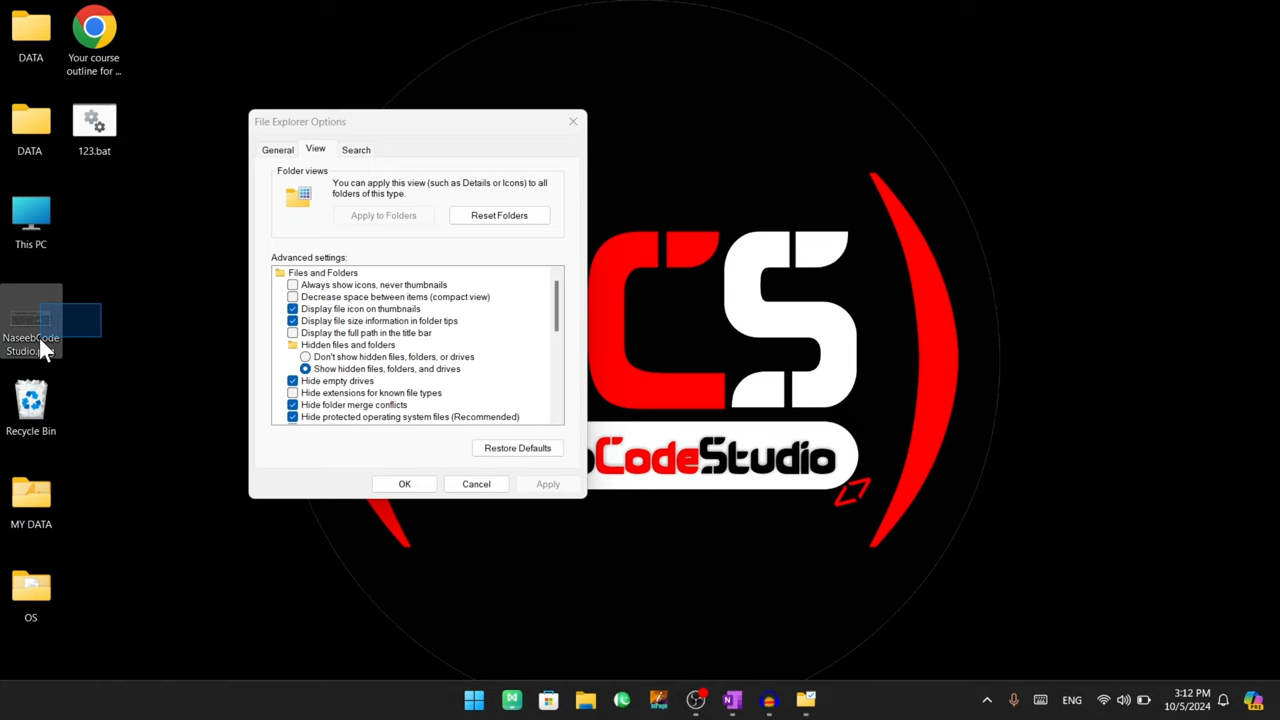 DATA
Your course
outline for ...
DATA
123.bat
This PC
NaseebCode
Recycle Bin
MY DATA
OS
File Explorer Options
General
View
Search
Folder views
You can apply this view (such as Details or Icons) to all
folders of this type.
Apply to Folders
Reset Folders
Advanced settings:
Files and Folders
Always show icons, never thumbnails
Decrease space between items (compact view)
Display file icon on thumbnails
Display file size information in folder tips
Display the full path in the title bar
Hidden files and folders
Don't show hidden files, folders, or drives
Show hidden files, folders, and drives
Hide empty drives
Hide extensions for known file types
Hide folder merge conflicts
Hide protected operating system files (Recommended)
Restore Defaults
OK
Cancel
Apply
CS
CodeStudio
ENG
3:12 PM
10/5/2024